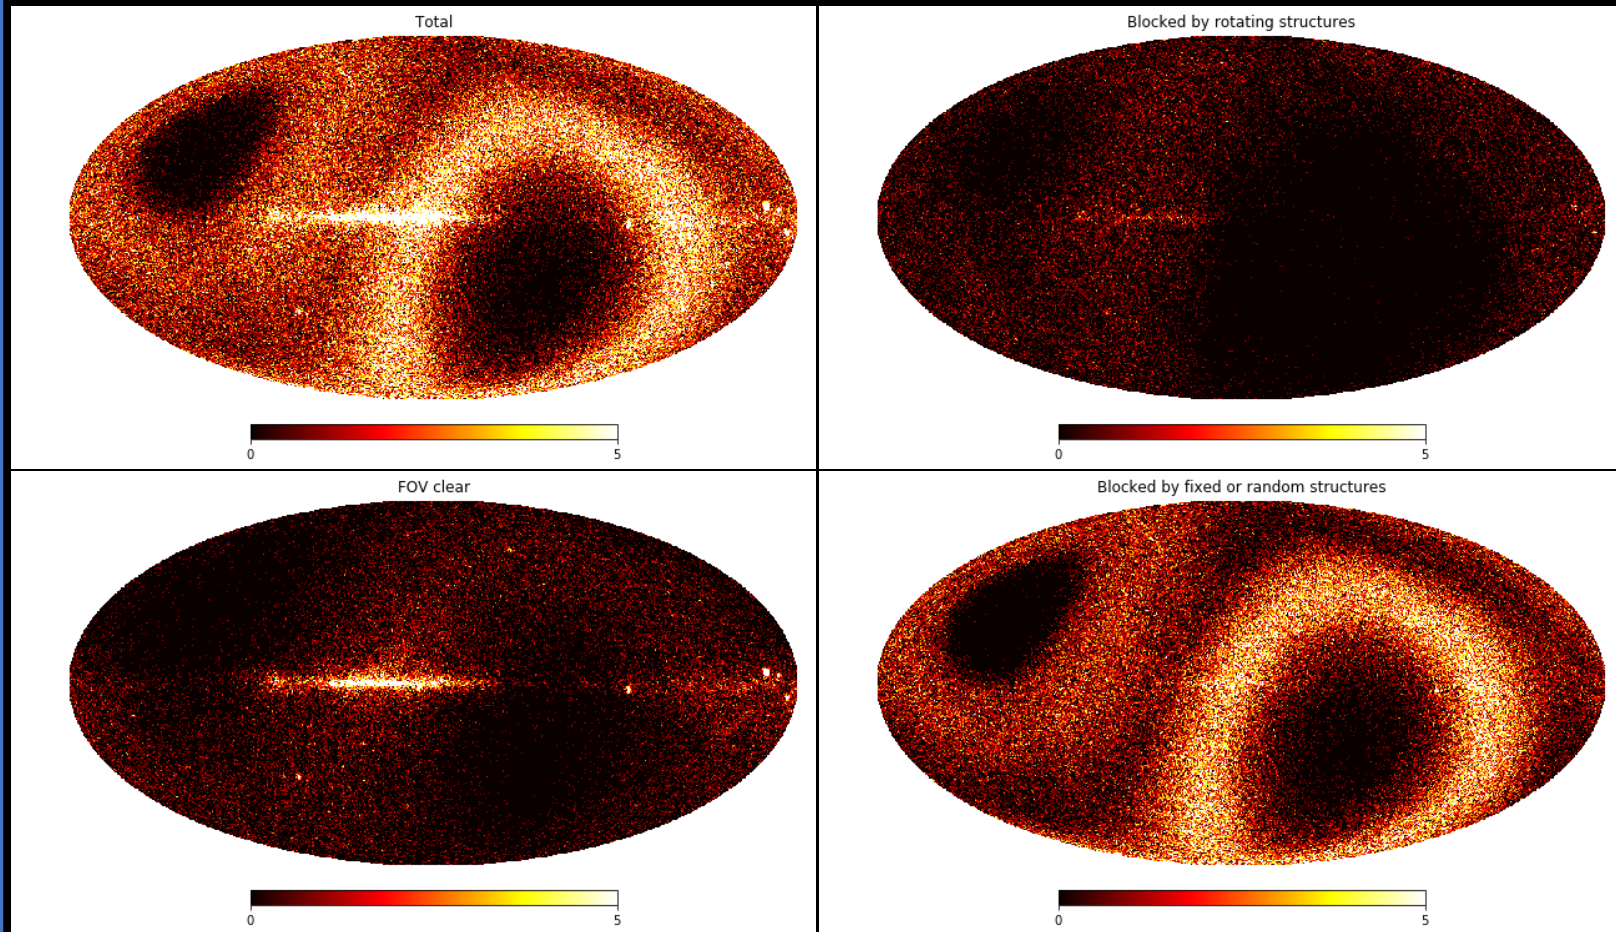 Total
Blocked by rotating structures
0 5
0 5
FOV clear
Blocked by fixed or random structures
0 5
0 5